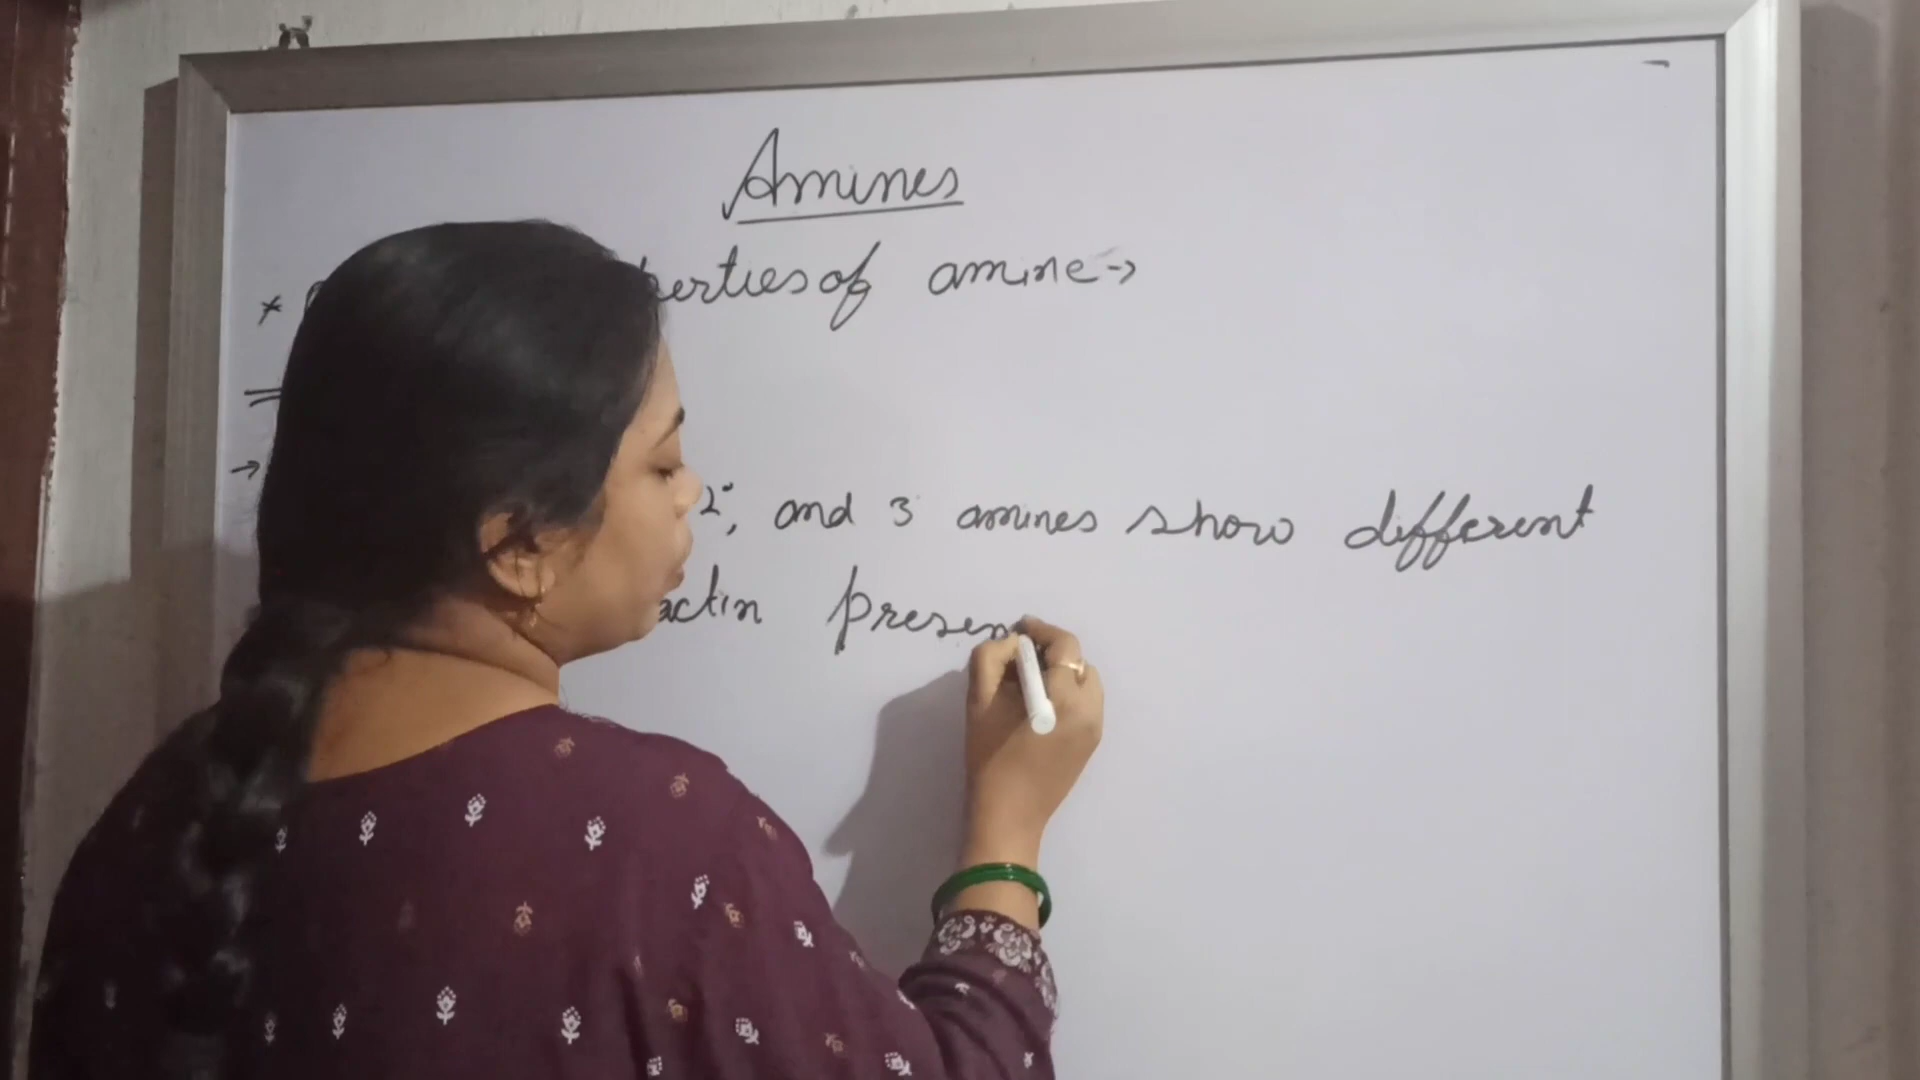 Amines
* perties of amine →
→
2°, and 3 amines show different
actin presen